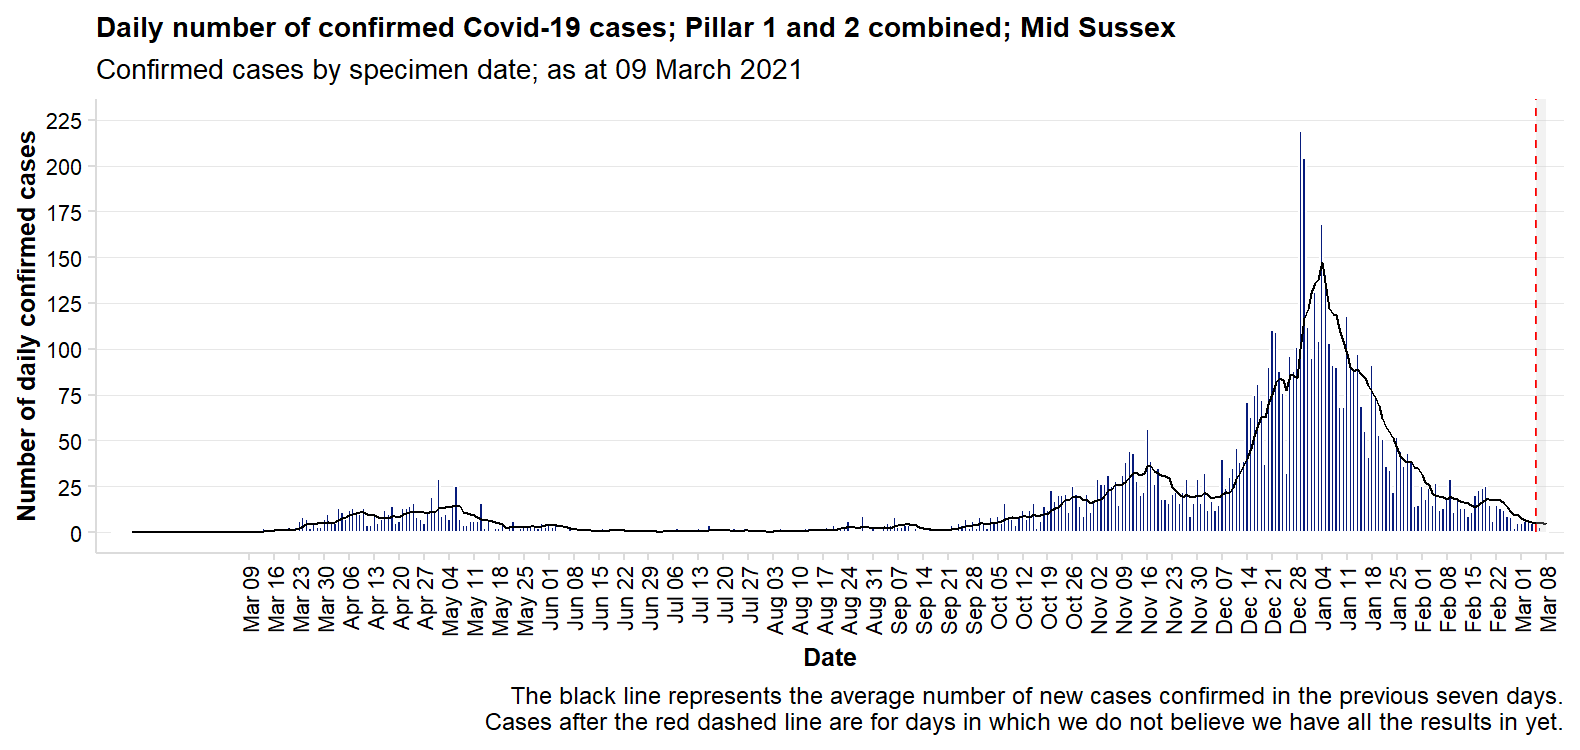 Daily number of confirmed Covid-19 cases; Pillar 1 and 2 combined; Mid Sussex
Confirmed cases by specimen date; as at 09 March 2021
Number of daily confirmed cases
225
200
175
150
125
100
75
50
25
0
Mar 09
Mar 16
Mar 23
Mar 30
Apr 06
Apr 13
Apr 20
Apr 27
May 04
May 11
May 18
May 25
Jun 01
Jun 08
Jun 15
Jun 22
Jun 29
Jul 06
Jul 13
Jul 20
Jul 27
Aug 03
Aug 10
Aug 17
Aug 24
Aug 31
Sep 07
Sep 14
Sep 21
Sep 28
Oct 05
Oct 12
Oct 19
Oct 26
Nov 02
Nov 09
Nov 16
Nov 23
Nov 30
Dec 07
Dec 14
Dec 21
Dec 28
Jan 04
Jan 11
Jan 18
Jan 25
Feb 01
Feb 08
Feb 15
Feb 22
Mar 01
Mar 08
Date
The black line represents the average number of new cases confirmed in the previous seven days.
Cases after the red dashed line are for days in which we do not believe we have all the results in yet.